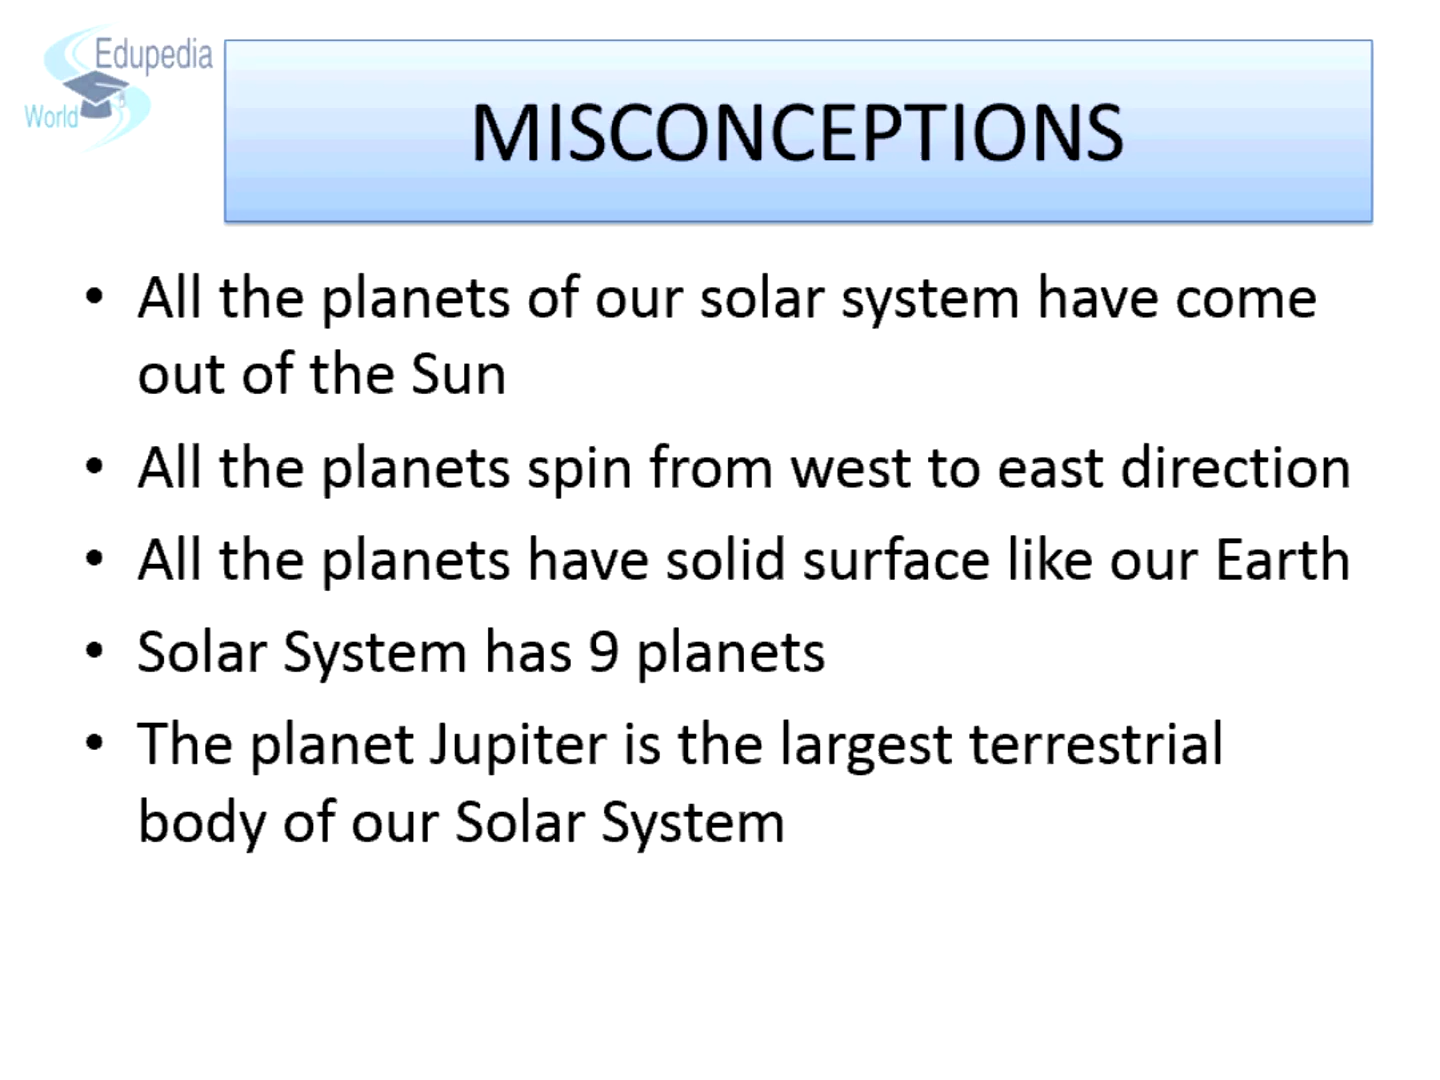 Edupedia
World
MISCONCEPTIONS
• All the planets of our solar system have come
out of the Sun
• All the planets spin from west to east direction
• All the planets have solid surface like our Earth
• Solar System has 9 planets
• The planet Jupiter is the largest terrestrial
body of our Solar System